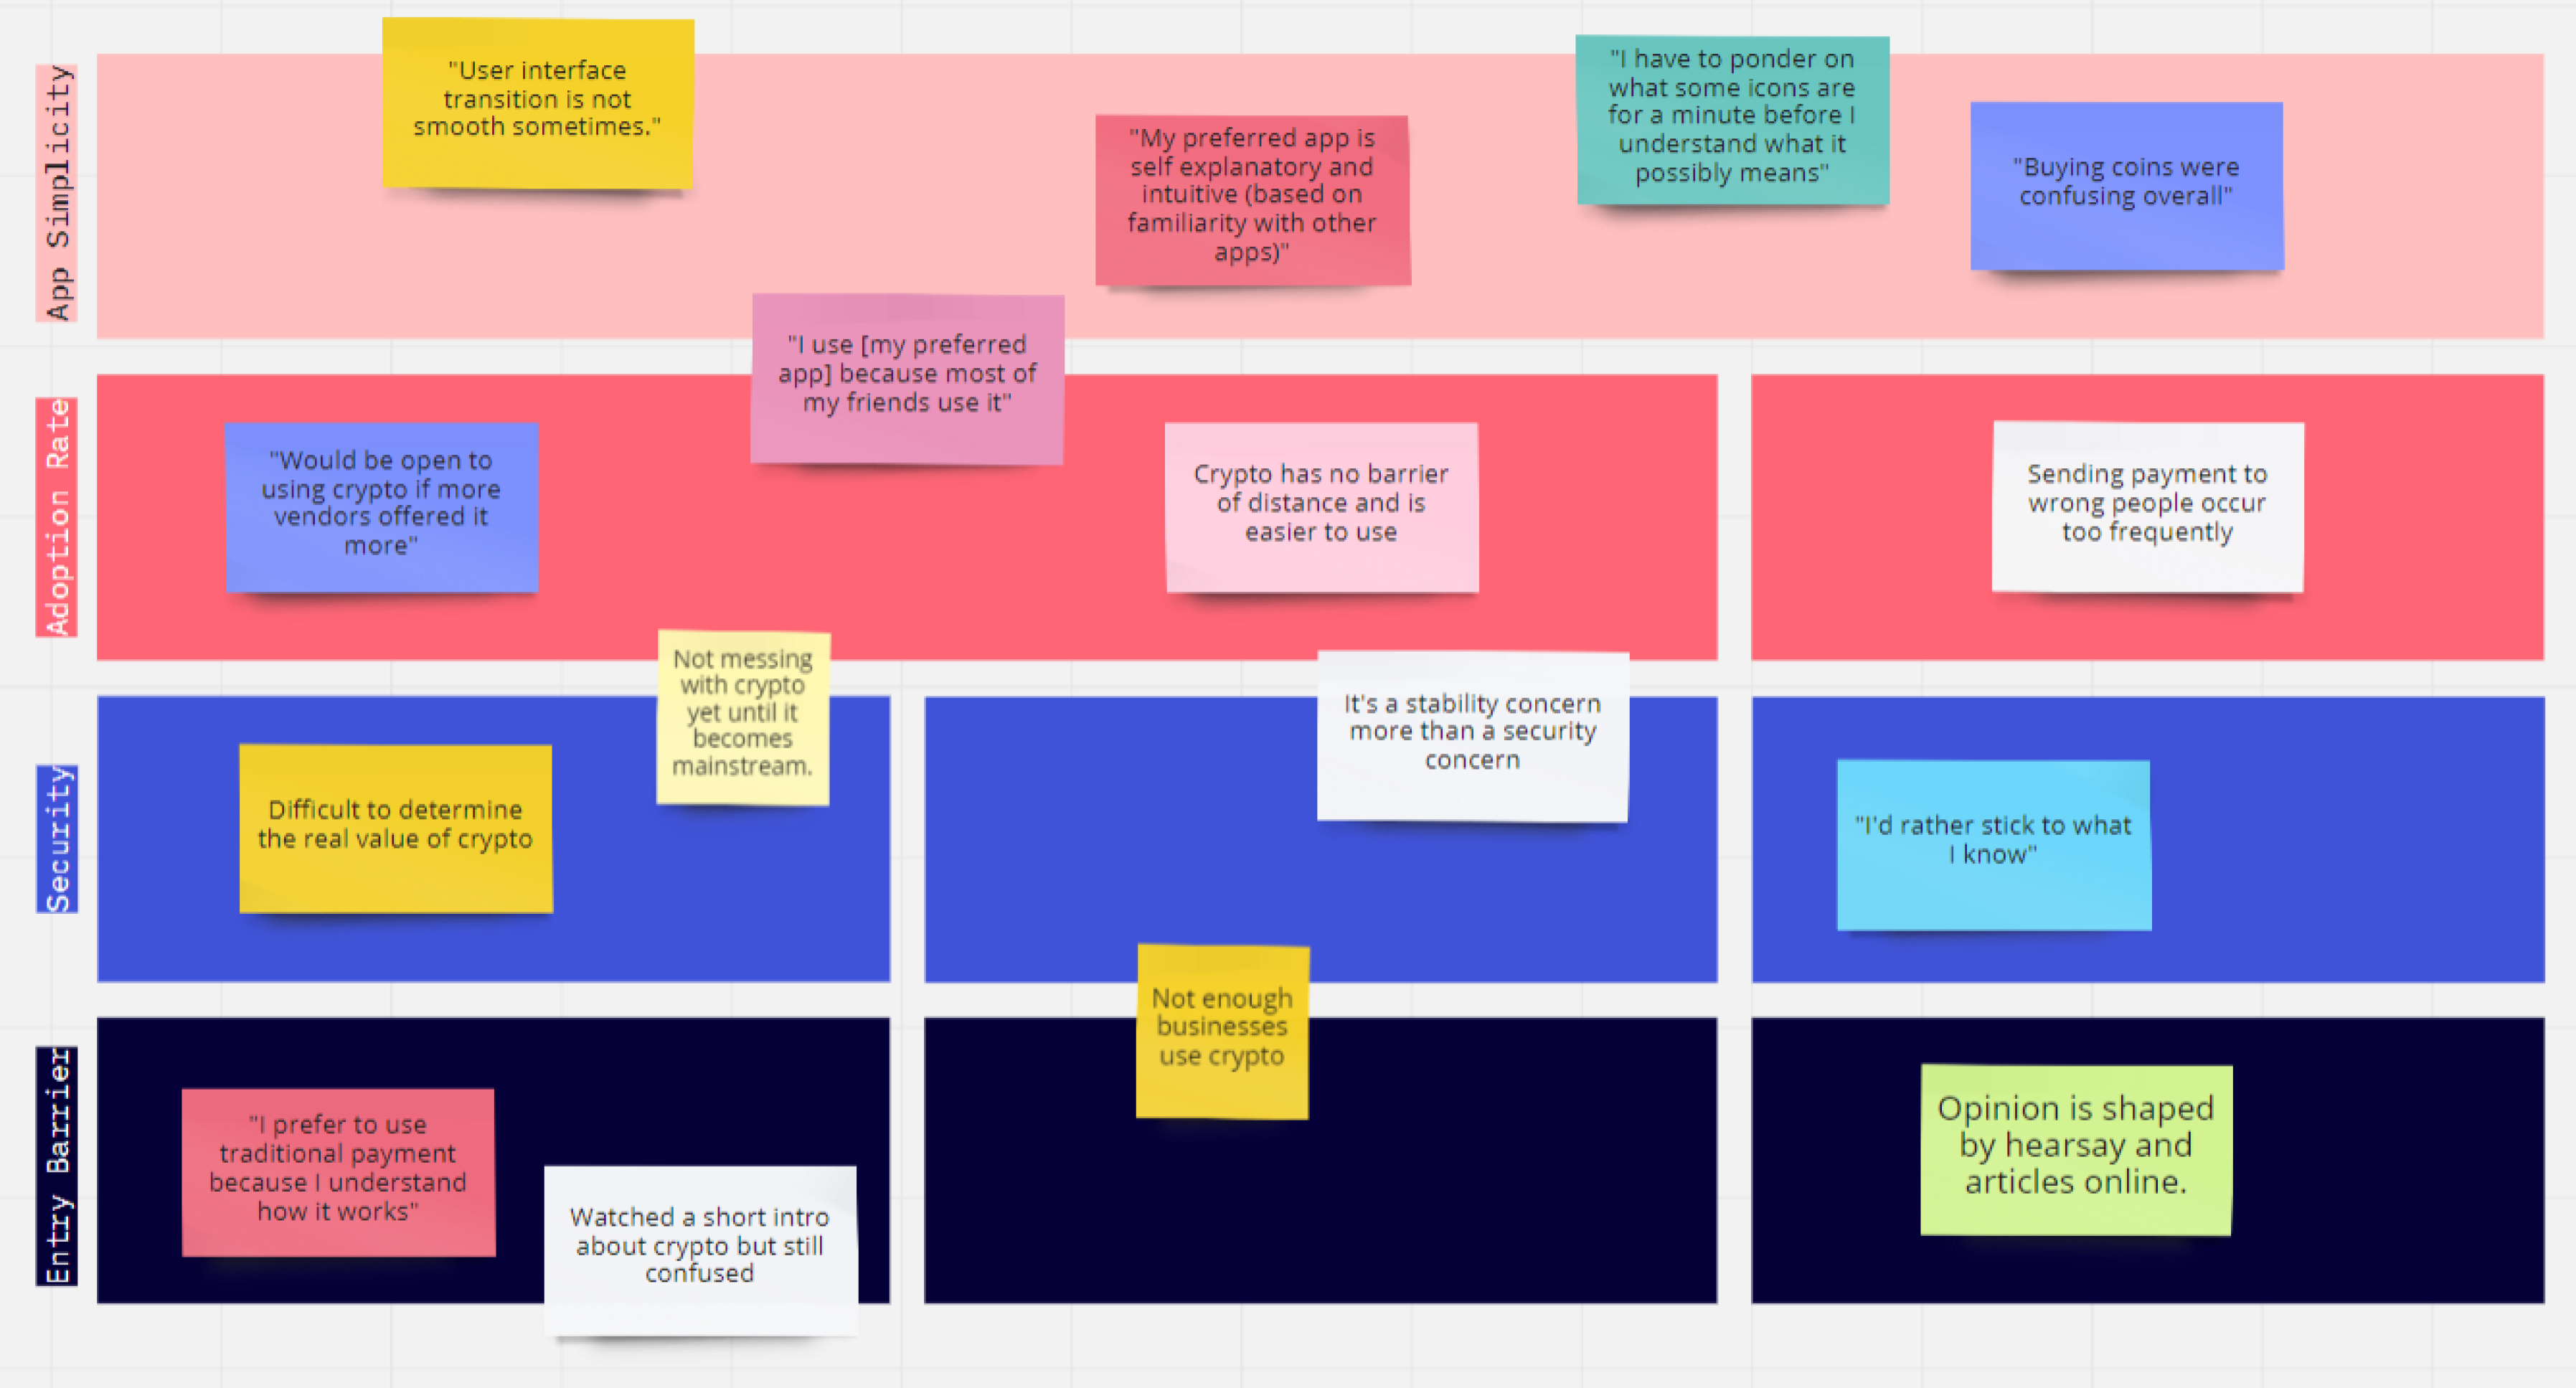 App Simplicity
"User interface
transition is not
smooth sometimes."
"My preferred app is
self explanatory and
intuitive (based on
familiarity with other
apps)"
"I have to ponder on
what some icons are
for a minute before I
understand what it
possibly means"
"Buying coins were
confusing overall"
Adoption Rate
"Would be open to
using crypto if more
vendors offered it
more"
"I use [my preferred
app] because most of
my friends use it"
Crypto has no barrier
of distance and is
easier to use
Sending payment to
wrong people occur
too frequently
Security
Difficult to determine
the real value of crypto
Not messing
with crypto
yet until it
becomes
mainstream.
It's a stability concern
more than a security
concern
"I'd rather stick to what
I know"
Entry Barrier
"I prefer to use
traditional payment
because I understand
how it works"
Watched a short intro
about crypto but still
confused
Not enough
businesses
use crypto
Opinion is shaped
by hearsay and
articles online.